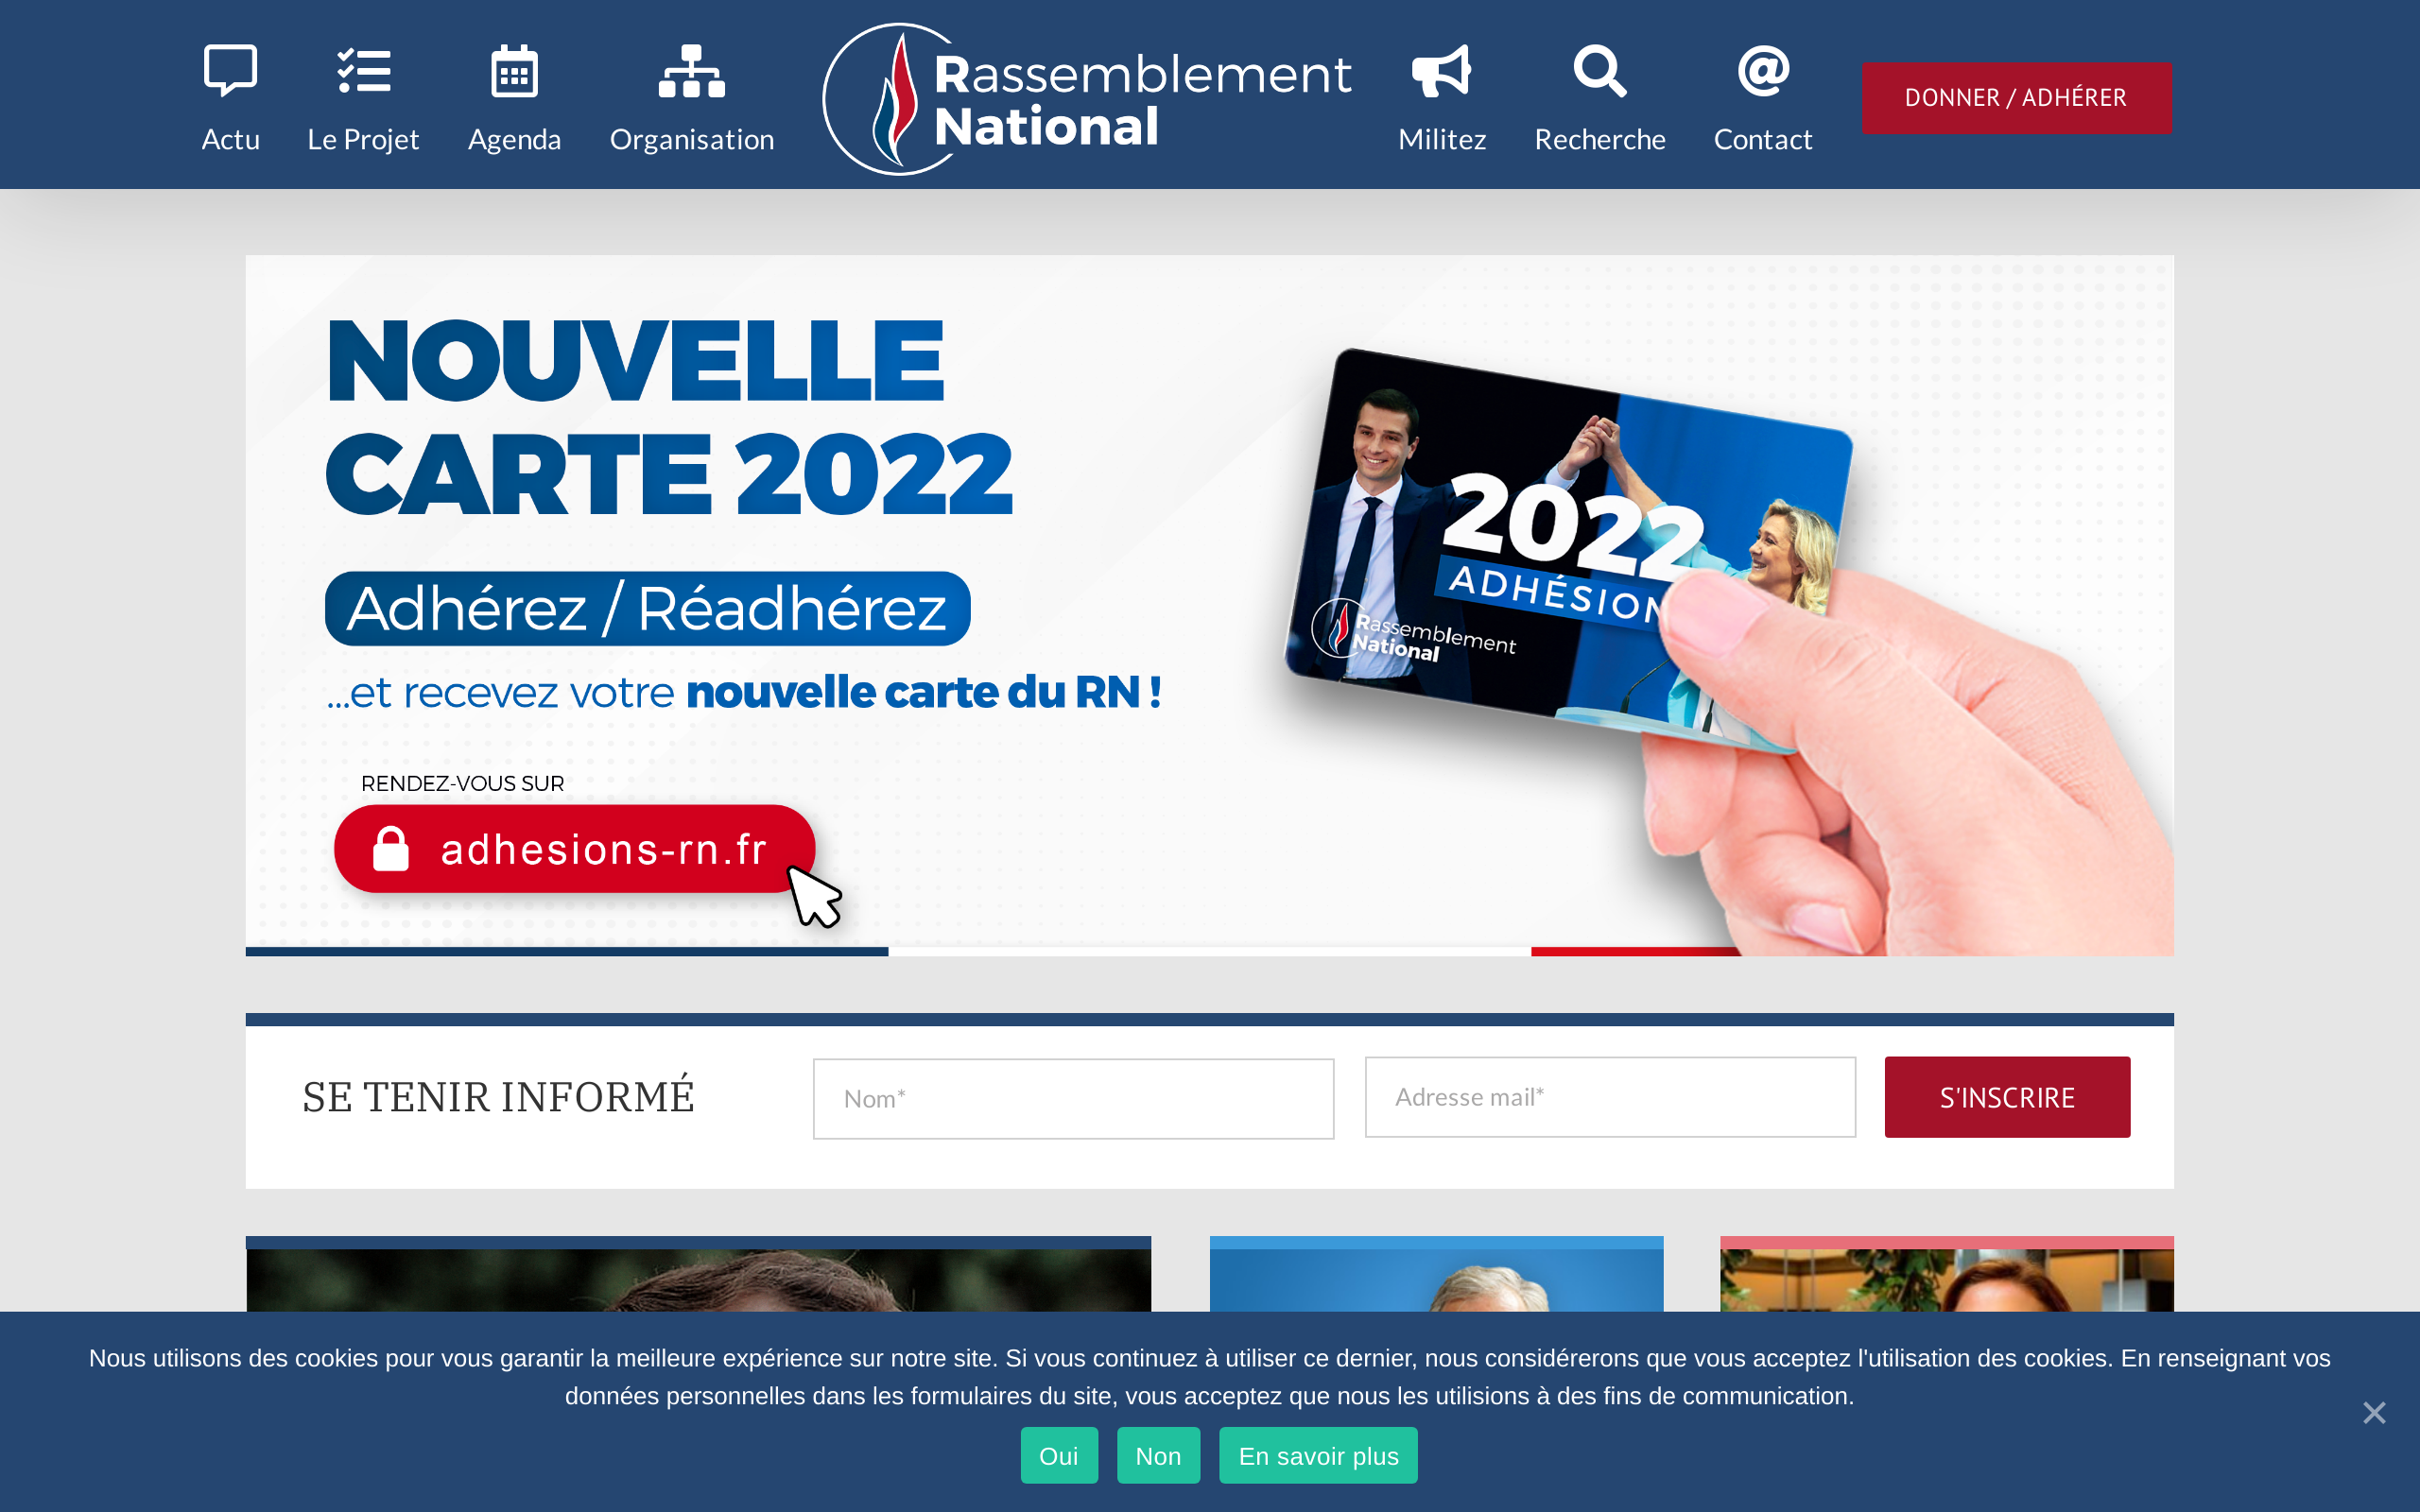 Actu
Le Projet
Agenda
Organisation
Rassemblement
National
Militez
Recherche
Contact
DONNER / ADHÉRER
NOUVELLE
CARTE 2022
Adhérez / Réadhérez
...et recevez votre nouvelle carte du RN !
RENDEZ-VOUS SUR
adhesions-rn.fr
2022
ADHÉSION
Rassemblement
National
SE TENIR INFORMÉ
Nom*
Adresse mail*
S'INSCRIRE
Nous utilisons des cookies pour vous garantir la meilleure expérience sur notre site. Si vous continuez à utiliser ce dernier, nous considérerons que vous acceptez l'utilisation des cookies. En renseignant vos
données personnelles dans les formulaires du site, vous acceptez que nous les utilisions à des fins de communication.
Oui
Non
En savoir plus